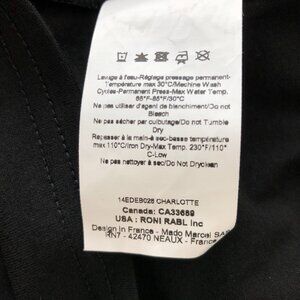 Lavage à l'eau-Réglage pressage permanent-
Température max 30°C/Machine Wash
Cycles-Permanent Press-Max Water Temp.
65°F-85°F/30°C
Ne pas utiliser d'agent de blanchiment/Do not
Bleach
Ne pas sécher par culbutage/Do not Tumble
Dry
Repasser à la main-à sec-basse température
max 110°C/Iron Dry-Max Temp. 230°F/110°
C-Low
Ne pas nettoyer à sec/Do Not Dryclean
14EDEB026 CHARLOTTE
Canada: CA33689
USA : RONI RABL Inc
Design in France - Mado Marcel SAS
RN7 - 42470 NEAUX - France